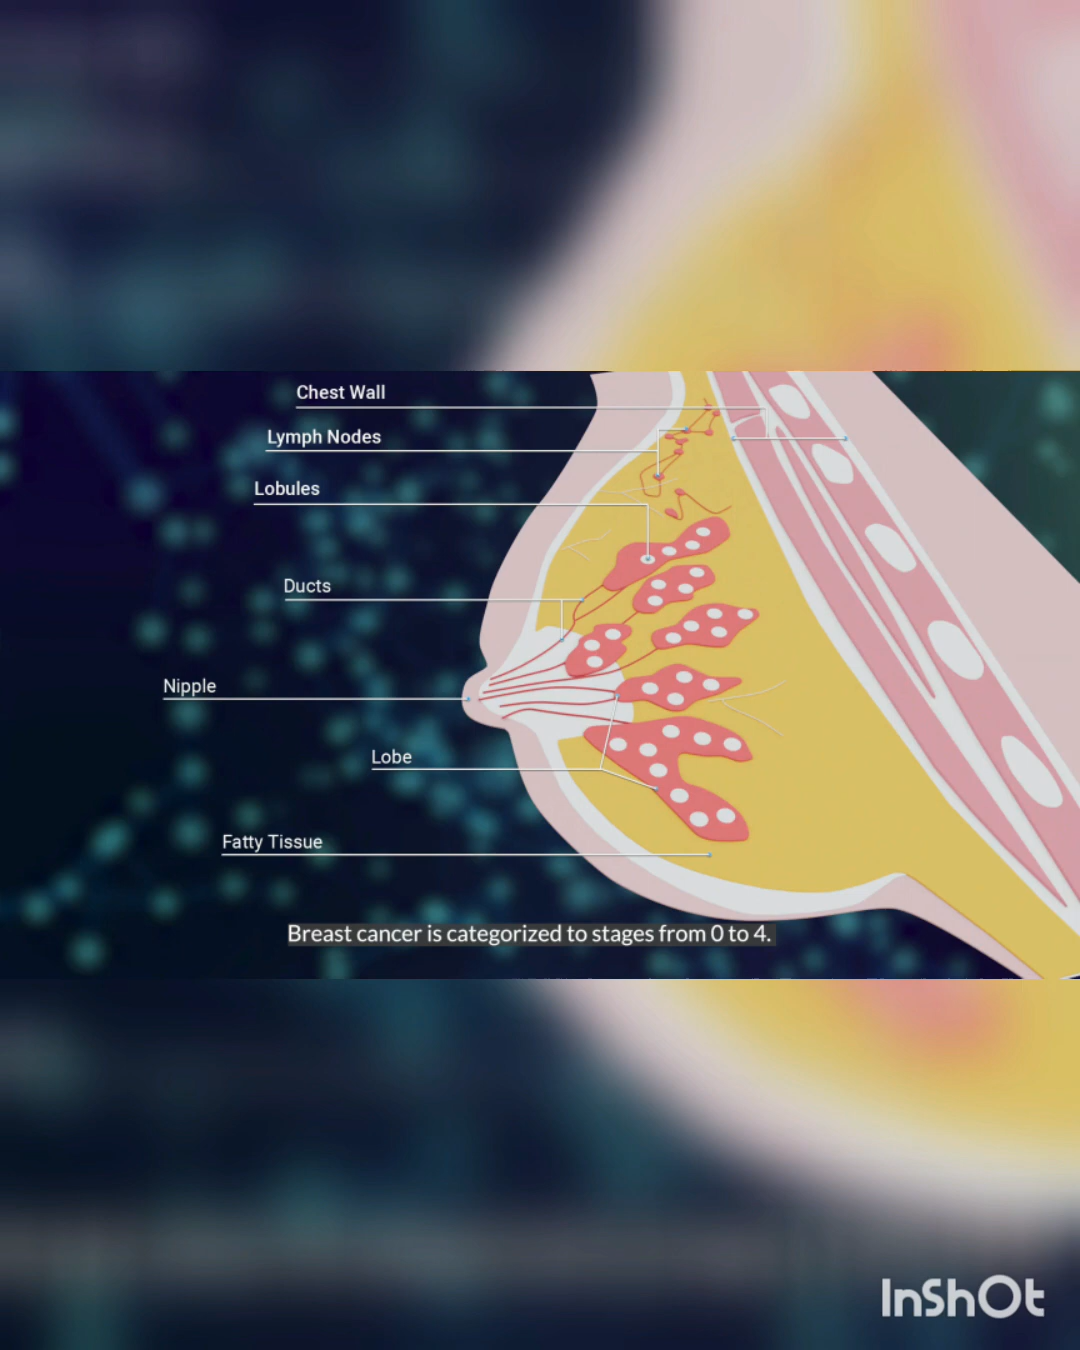 Chest Wall
Lymph Nodes
Lobules
Ducts
Nipple
Lobe
Fatty Tissue
Breast cancer is categorized to stages from 0 to 4.
InShOt